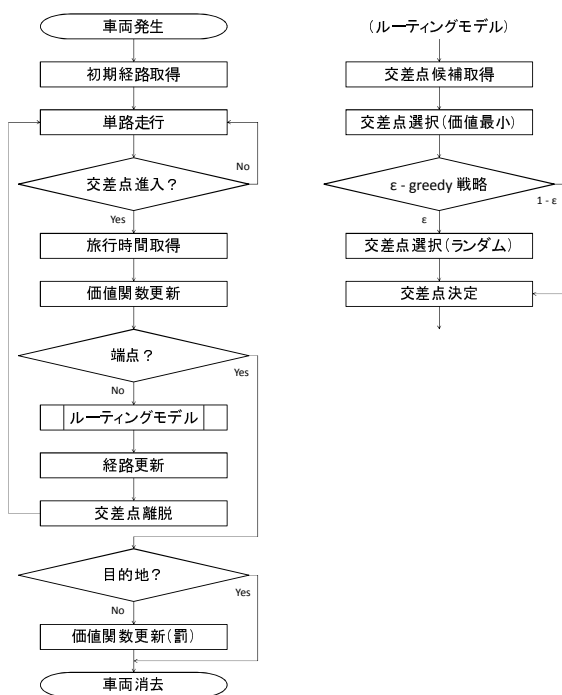 車両発生
初期経路取得
単路走行
No
交差点進入？
Yes
旅行時間取得
価値関数更新
端点？
Yes
No
ルーティングモデル
経路更新
交差点離脱
目的地？
Yes
No
価値関数更新(罰)
車両消去
(ルーティングモデル)
交差点候補取得
交差点選択(価値最小)
ε - greedy 戦略
1 - ε
ε
交差点選択(ランダム)
交差点決定